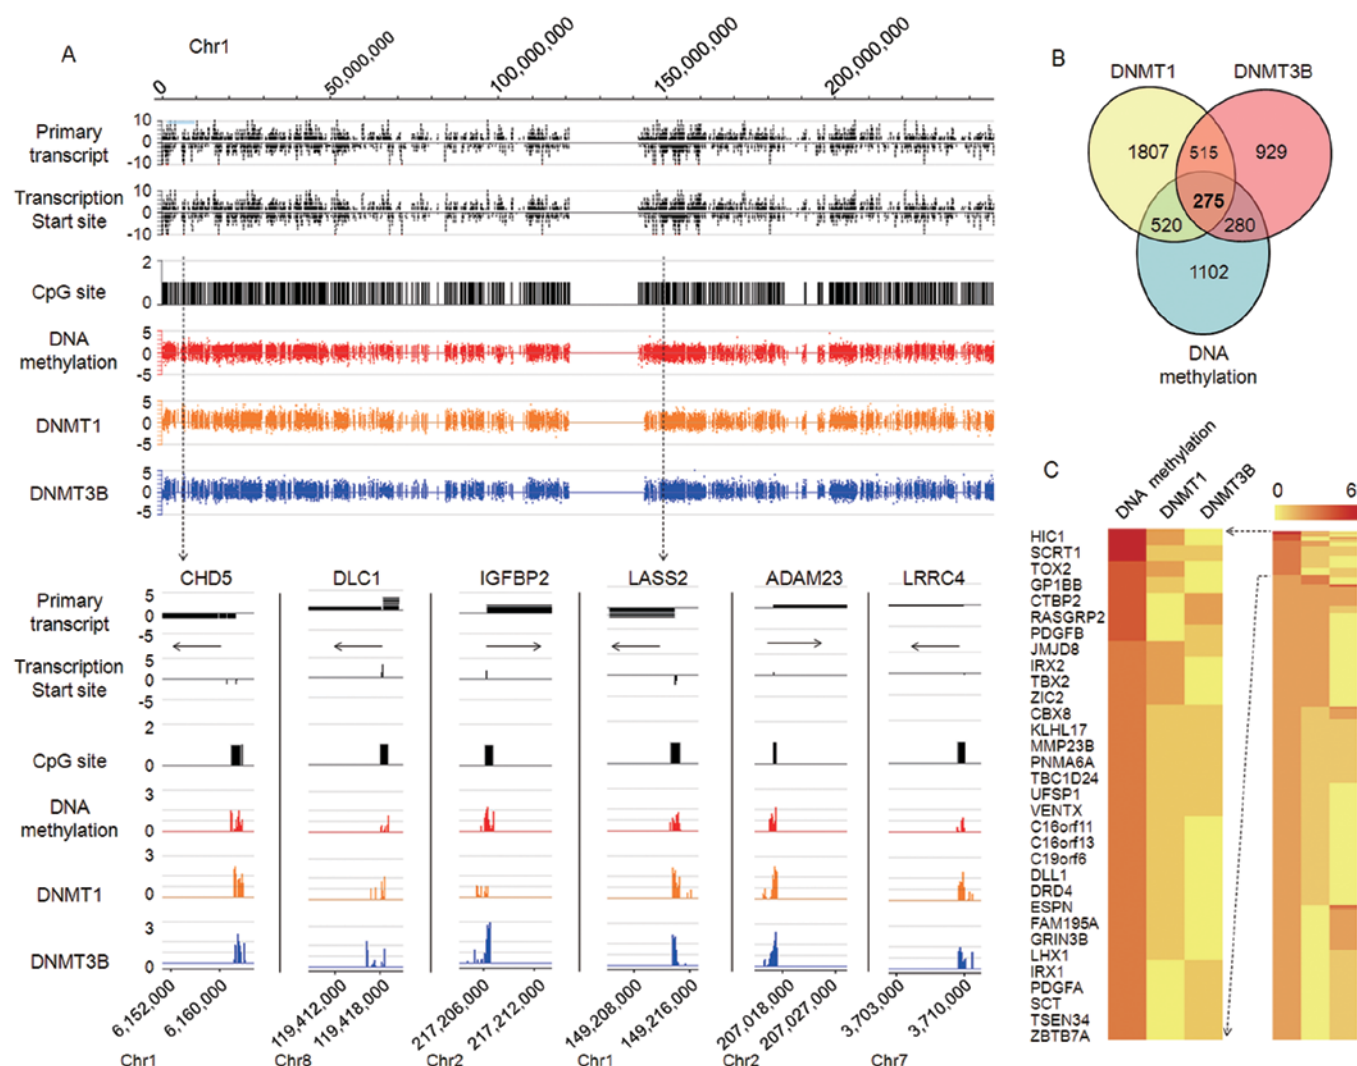 A
Chr1
0 50,000,000 100,000,000 150,000,000 200,000,000
Primary transcript
10
0
-10
Transcription Start site
10
0
-10
CpG site
2
0
DNA methylation
5
0
-5
DNMT1
5
0
-5
DNMT3B
5
0
-5
CHD5 DLC1 IGFBP2 LASS2 ADAM23 LRRC4
Primary transcript
5
0
-5
Transcription Start site
5
0
-5
CpG site
2
0
DNA methylation
3
0
DNMT1
3
0
DNMT3B
3
0
6,152,000 6,160,000 119,412,000 119,418,000 217,206,000 217,212,000 149,208,000 149,216,000 207,018,000 207,027,000 3,703,000 3,710,000
Chr1 Chr8 Chr2 Chr1 Chr2 Chr7
B
DNMT1 DNMT3B
1807 515 929
275
520 280
1102
DNA
methylation
C
DNA methylation DNMT1 DNMT3B
0 6
HIC1
SCRT1
TOX2
GP1BB
CTBP2
RASGRP2
PDGFB
JMJD8
IRX2
TBX2
ZIC2
CBX8
KLHL17
MMP23B
PNMA6A
TBC1D24
UFSP1
VENTX
C16orf11
C16orf13
C19orf6
DLL1
DRD4
ESPN
FAM195A
GRIN3B
LHX1
IRX1
PDGFA
SCT
TSEN34
ZBTB7A